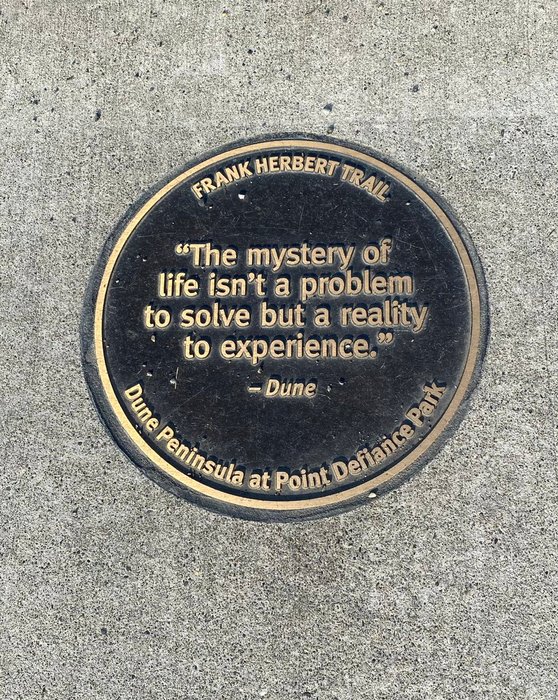 FRANK HERBERT TRAIL
“The mystery of
life isn’t a problem
to solve but a reality
to experience.”
– Dune
Dune Peninsula at Point Defiance Park